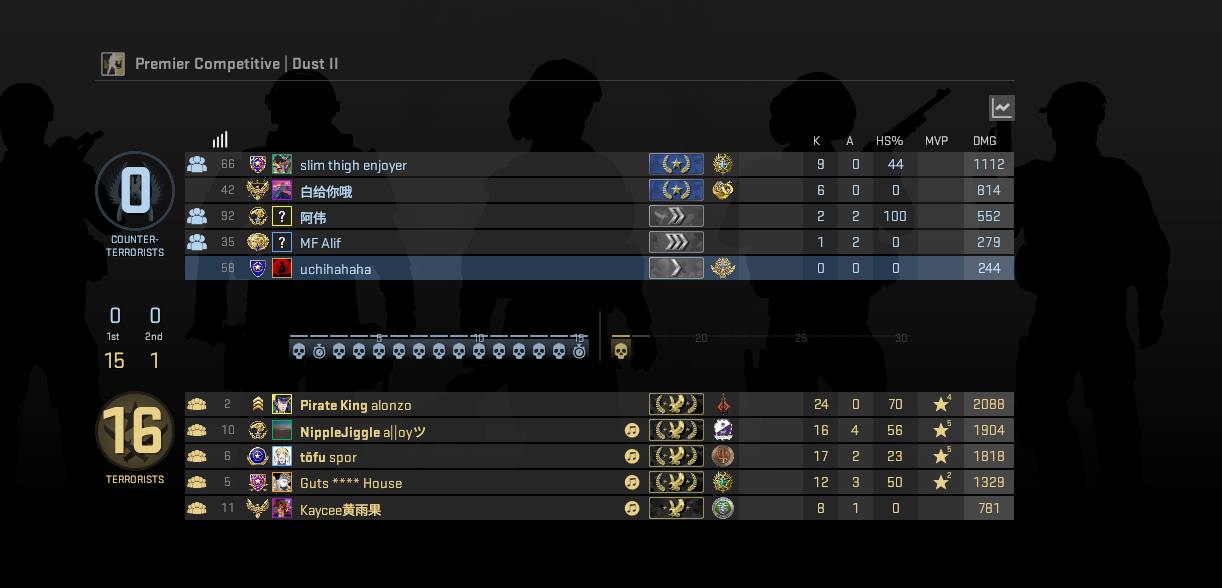 Premier Competitive | Dust II
K A HS% MVP DMG
66 slim thigh enjoyer 9 0 44 1112
42 白给你哦 6 0 0 814
92 ? 阿伟 2 2 100 552
35 ? MF Alif 1 2 0 279
58 uchihahaha 0 0 0 244
0
COUNTER-
TERRORISTS
0 0
1st 2nd
15 1
5 10 15 20 25 30
16
TERRORISTS
2 Pirate King alonzo 24 0 70 4 2088
10 NippleJiggle a||oyツ 16 4 56 5 1904
6 tōfu spor 17 2 23 5 1818
5 Guts **** House 12 3 50 2 1329
11 Kaycee黄雨果 8 1 0 781